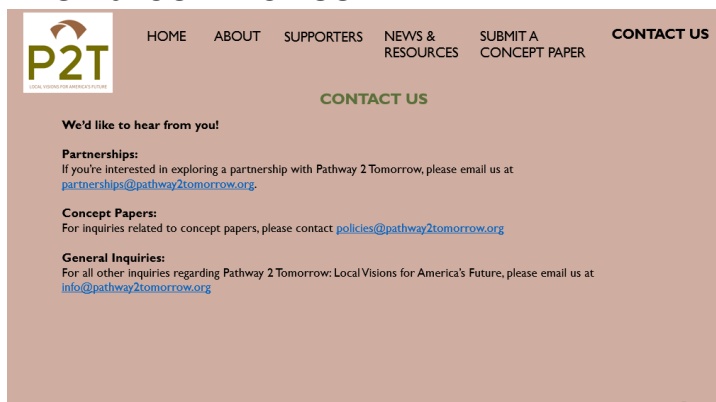 P2T
LOCAL VISIONS FOR AMERICA'S FUTURE
HOME
ABOUT
SUPPORTERS
NEWS &
RESOURCES
SUBMIT A
CONCEPT PAPER
CONTACT US
CONTACT US
We'd like to hear from you!
Partnerships:
If you're interested in exploring a partnership with Pathway 2 Tomorrow, please email us at
partnerships@pathway2tomorrow.org.
Concept Papers:
For inquiries related to concept papers, please contact policies@pathway2tomorrow.org
General Inquiries:
For all other inquiries regarding Pathway 2 Tomorrow: Local Visions for America's Future, please email us at
info@pathway2tomorrow.org